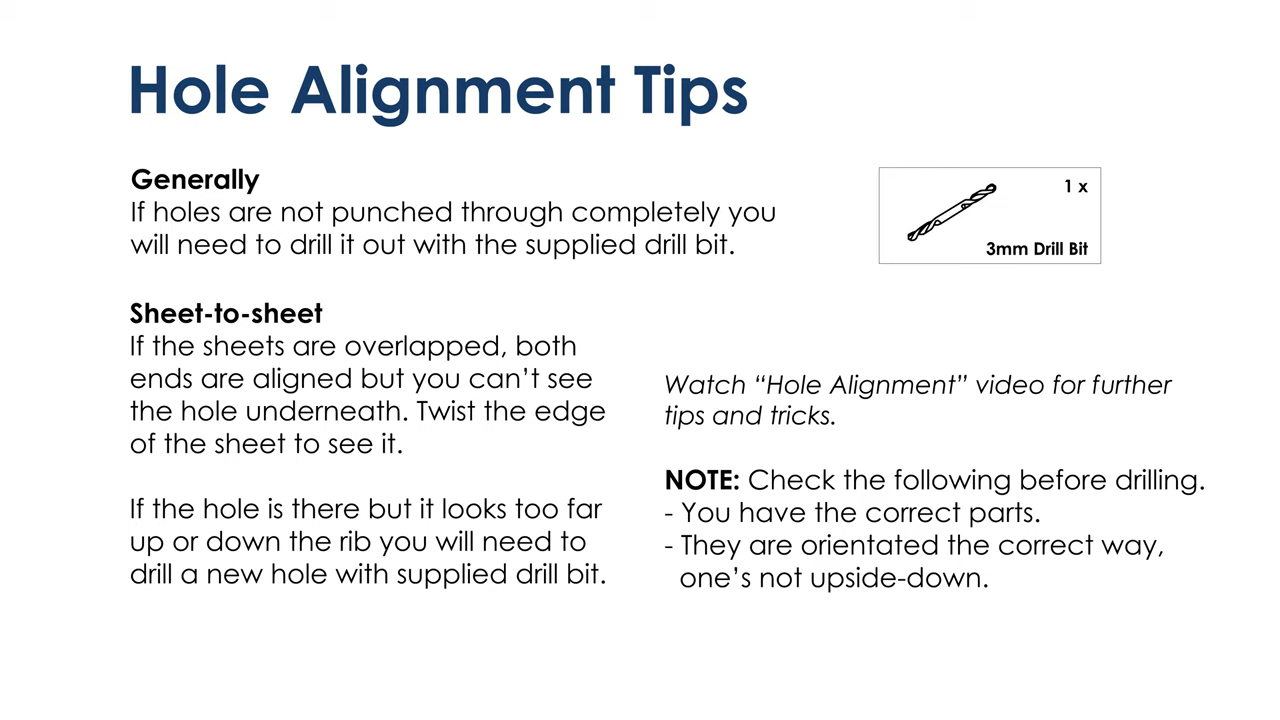 Hole Alignment Tips
Generally
If holes are not punched through completely you
will need to drill it out with the supplied drill bit.
1 x
3mm Drill Bit
Sheet-to-sheet
If the sheets are overlapped, both
ends are aligned but you can’t see
the hole underneath. Twist the edge
of the sheet to see it.
If the hole is there but it looks too far
up or down the rib you will need to
drill a new hole with supplied drill bit.
Watch “Hole Alignment” video for further
tips and tricks.
NOTE: Check the following before drilling.
- You have the correct parts.
- They are orientated the correct way,
one’s not upside-down.